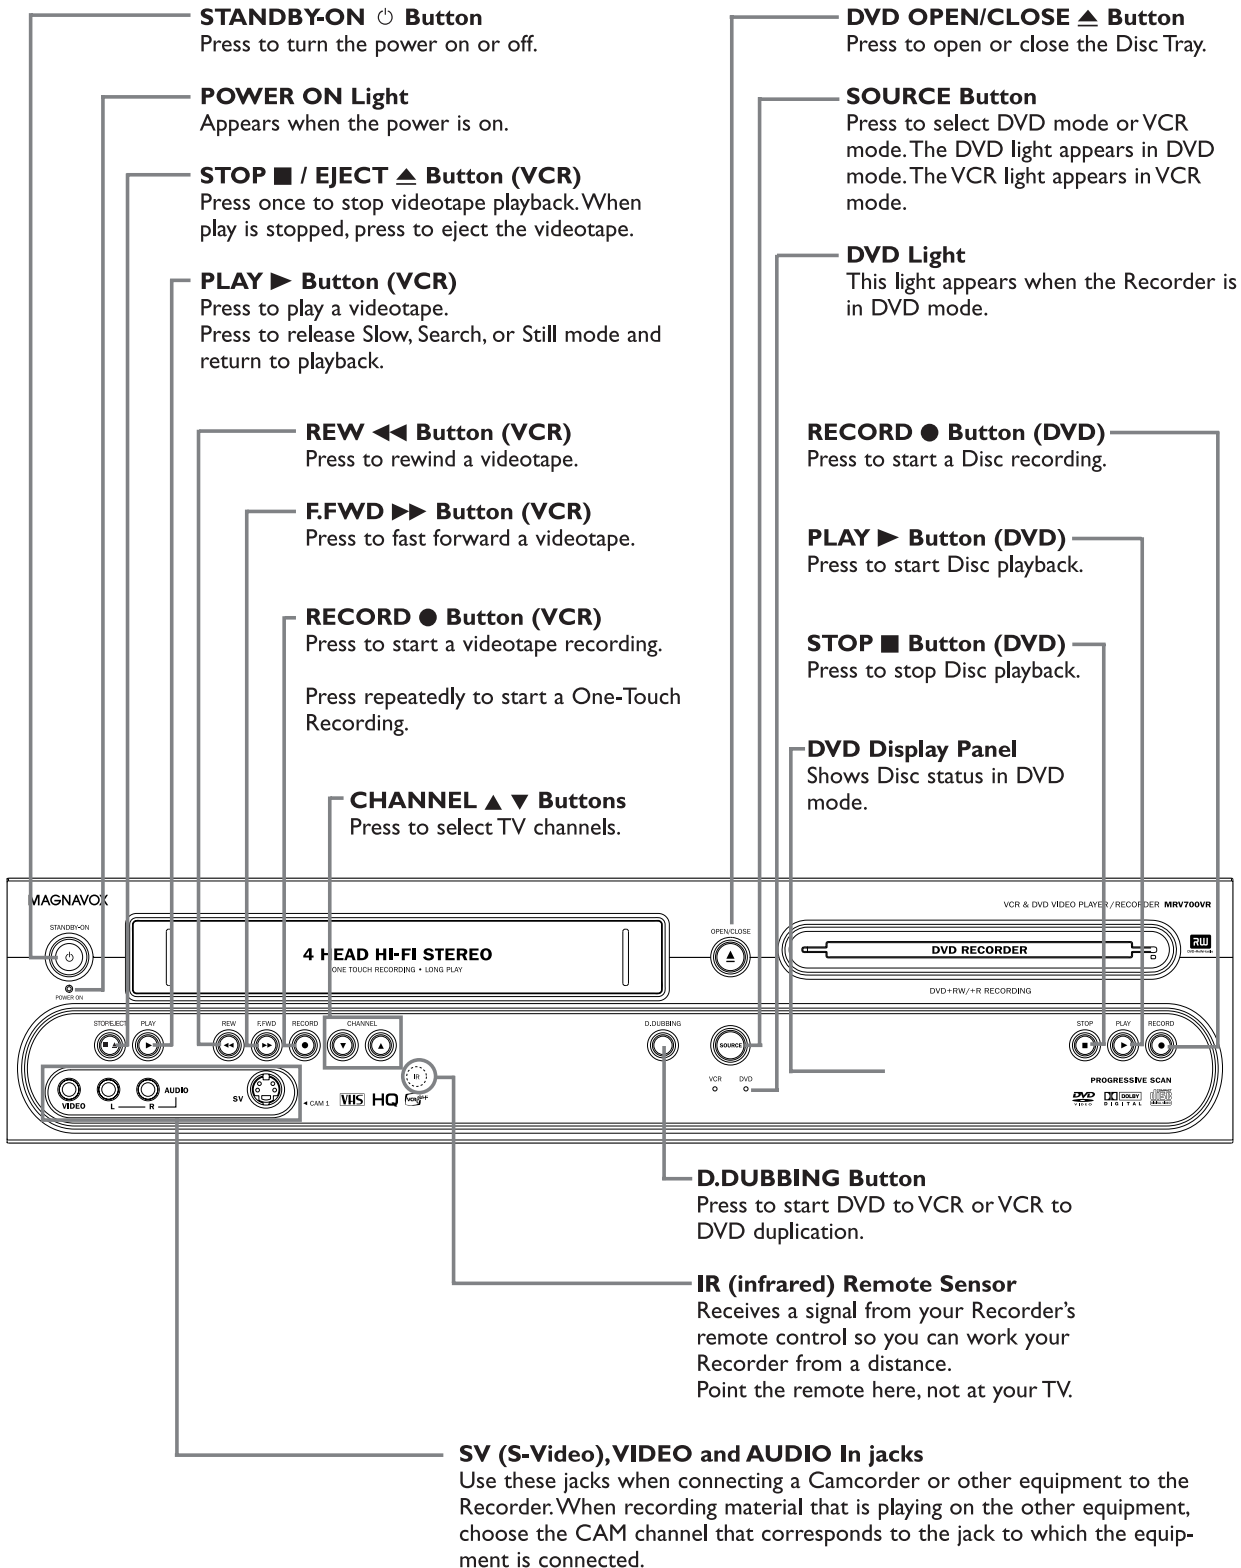 STANDBY-ON ⏻ Button
Press to turn the power on or off.
POWER ON Light
Appears when the power is on.
STOP ■ / EJECT ⏏ Button (VCR)
Press once to stop videotape playback. When
play is stopped, press to eject the videotape.
PLAY ▶ Button (VCR)
Press to play a videotape.
Press to release Slow, Search, or Still mode and
return to playback.
REW ◀◀ Button (VCR)
Press to rewind a videotape.
F.FWD ▶▶ Button (VCR)
Press to fast forward a videotape.
RECORD ● Button (VCR)
Press to start a videotape recording.
Press repeatedly to start a One-Touch
Recording.
CHANNEL ▲ ▼ Buttons
Press to select TV channels.
DVD OPEN/CLOSE ⏏ Button
Press to open or close the Disc Tray.
SOURCE Button
Press to select DVD mode or VCR
mode. The DVD light appears in DVD
mode. The VCR light appears in VCR
mode.
DVD Light
This light appears when the Recorder is
in DVD mode.
RECORD ● Button (DVD)
Press to start a Disc recording.
PLAY ▶ Button (DVD)
Press to start Disc playback.
STOP ■ Button (DVD)
Press to stop Disc playback.
DVD Display Panel
Shows Disc status in DVD
mode.
MAGNAVOX
VCR & DVD VIDEO PLAYER / RECORDER MRV700VR
STANDBY-ON
POWER ON
4 HEAD HI-FI STEREO
ONE TOUCH RECORDING • LONG PLAY
OPEN/CLOSE
DVD RECORDER
RW
DVD+RW/+R RECORDING
STOP/EJECT PLAY REW F.FWD RECORD CHANNEL
D.DUBBING
SOURCE
VCR DVD
STOP PLAY RECORD
VIDEO L R AUDIO SV
◀ CAM 1
IR
VHS HQ
PROGRESSIVE SCAN
DVD VIDEO
DOLBY DIGITAL
D.DUBBING Button
Press to start DVD to VCR or VCR to
DVD duplication.
IR (infrared) Remote Sensor
Receives a signal from your Recorder's
remote control so you can work your
Recorder from a distance.
Point the remote here, not at your TV.
SV (S-Video), VIDEO and AUDIO In jacks
Use these jacks when connecting a Camcorder or other equipment to the
Recorder. When recording material that is playing on the other equipment,
choose the CAM channel that corresponds to the jack to which the equip-
ment is connected.